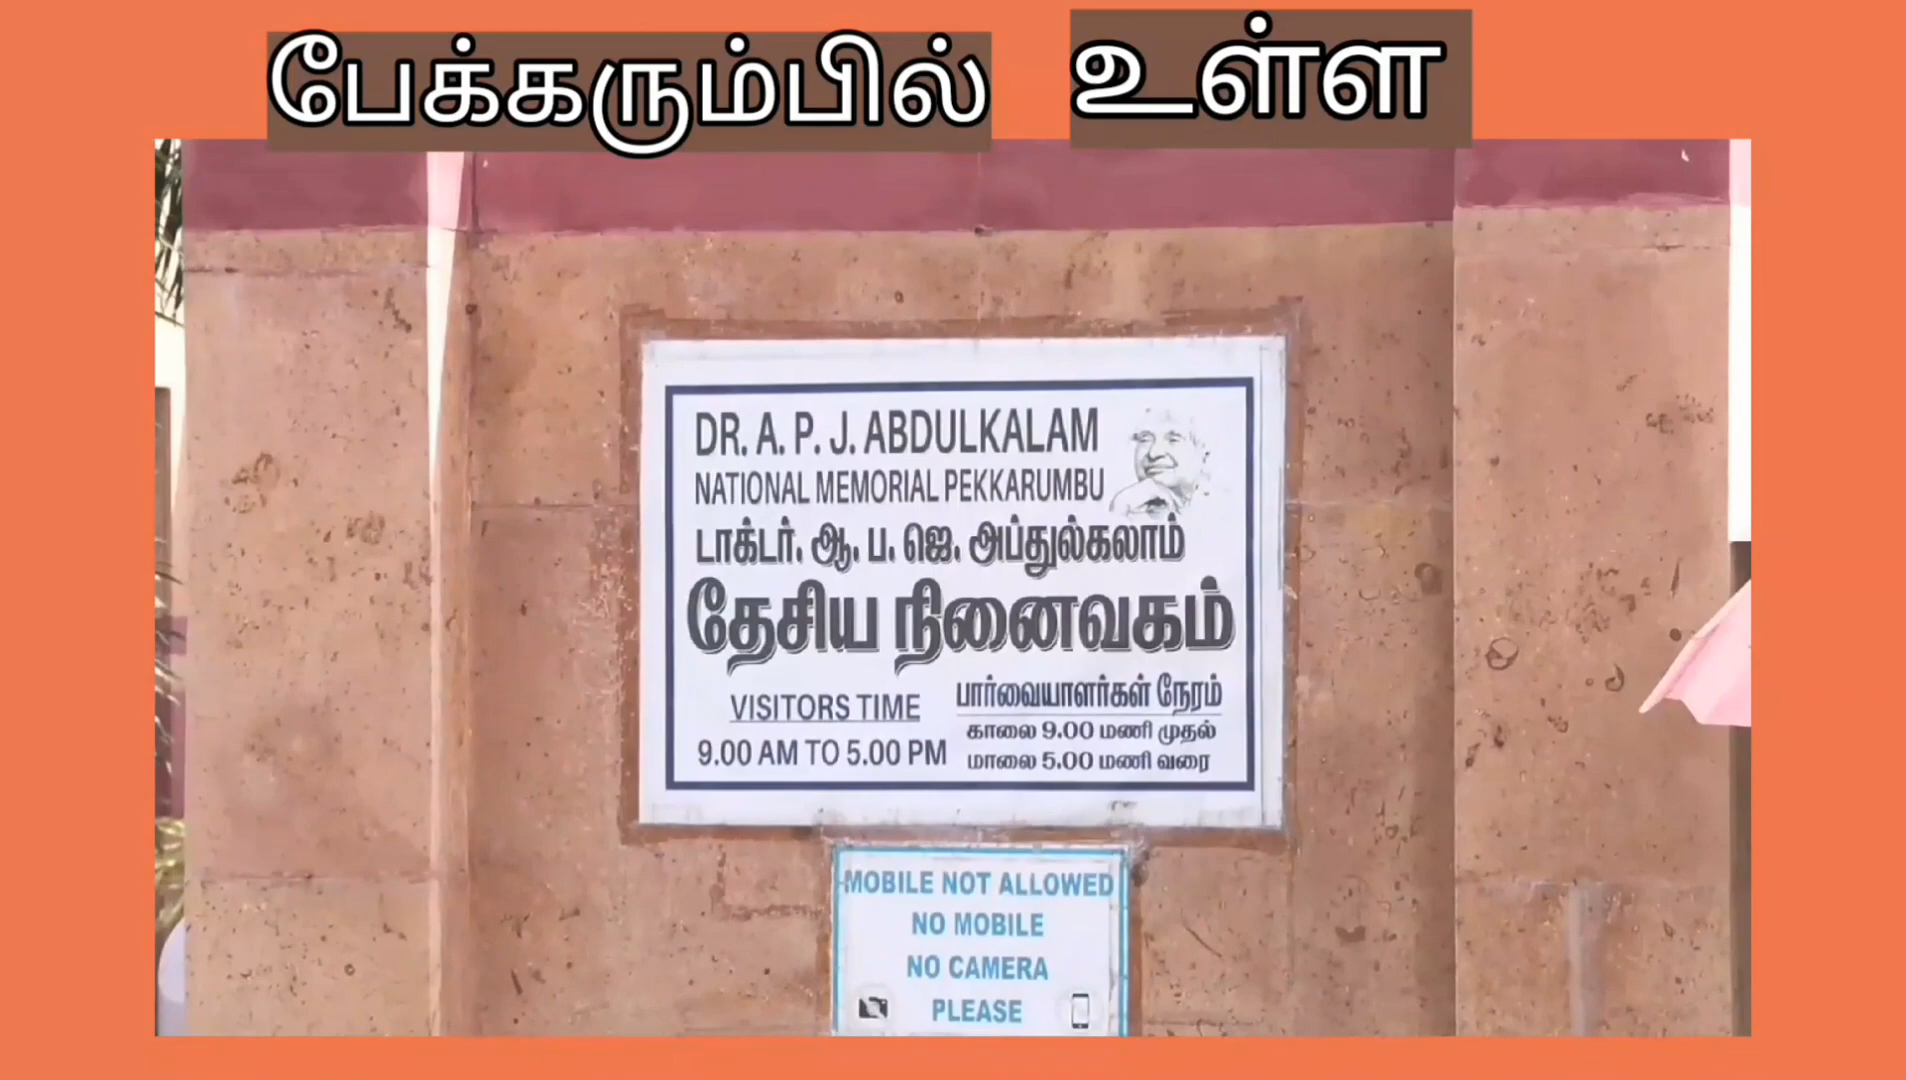 பேக்கரும்பில் உள்ள
DR. A. P. J. ABDULKALAM
NATIONAL MEMORIAL PEKKARUMBU
டாக்டர். ஆ. ப. ஜெ. அப்துல்கலாம்
தேசிய நினைவகம்
VISITORS TIME
9.00 AM TO 5.00 PM
பார்வையாளர்கள் நேரம்
காலை 9.00 மணி முதல்
மாலை 5.00 மணி வரை
MOBILE NOT ALLOWED
NO MOBILE
NO CAMERA
PLEASE